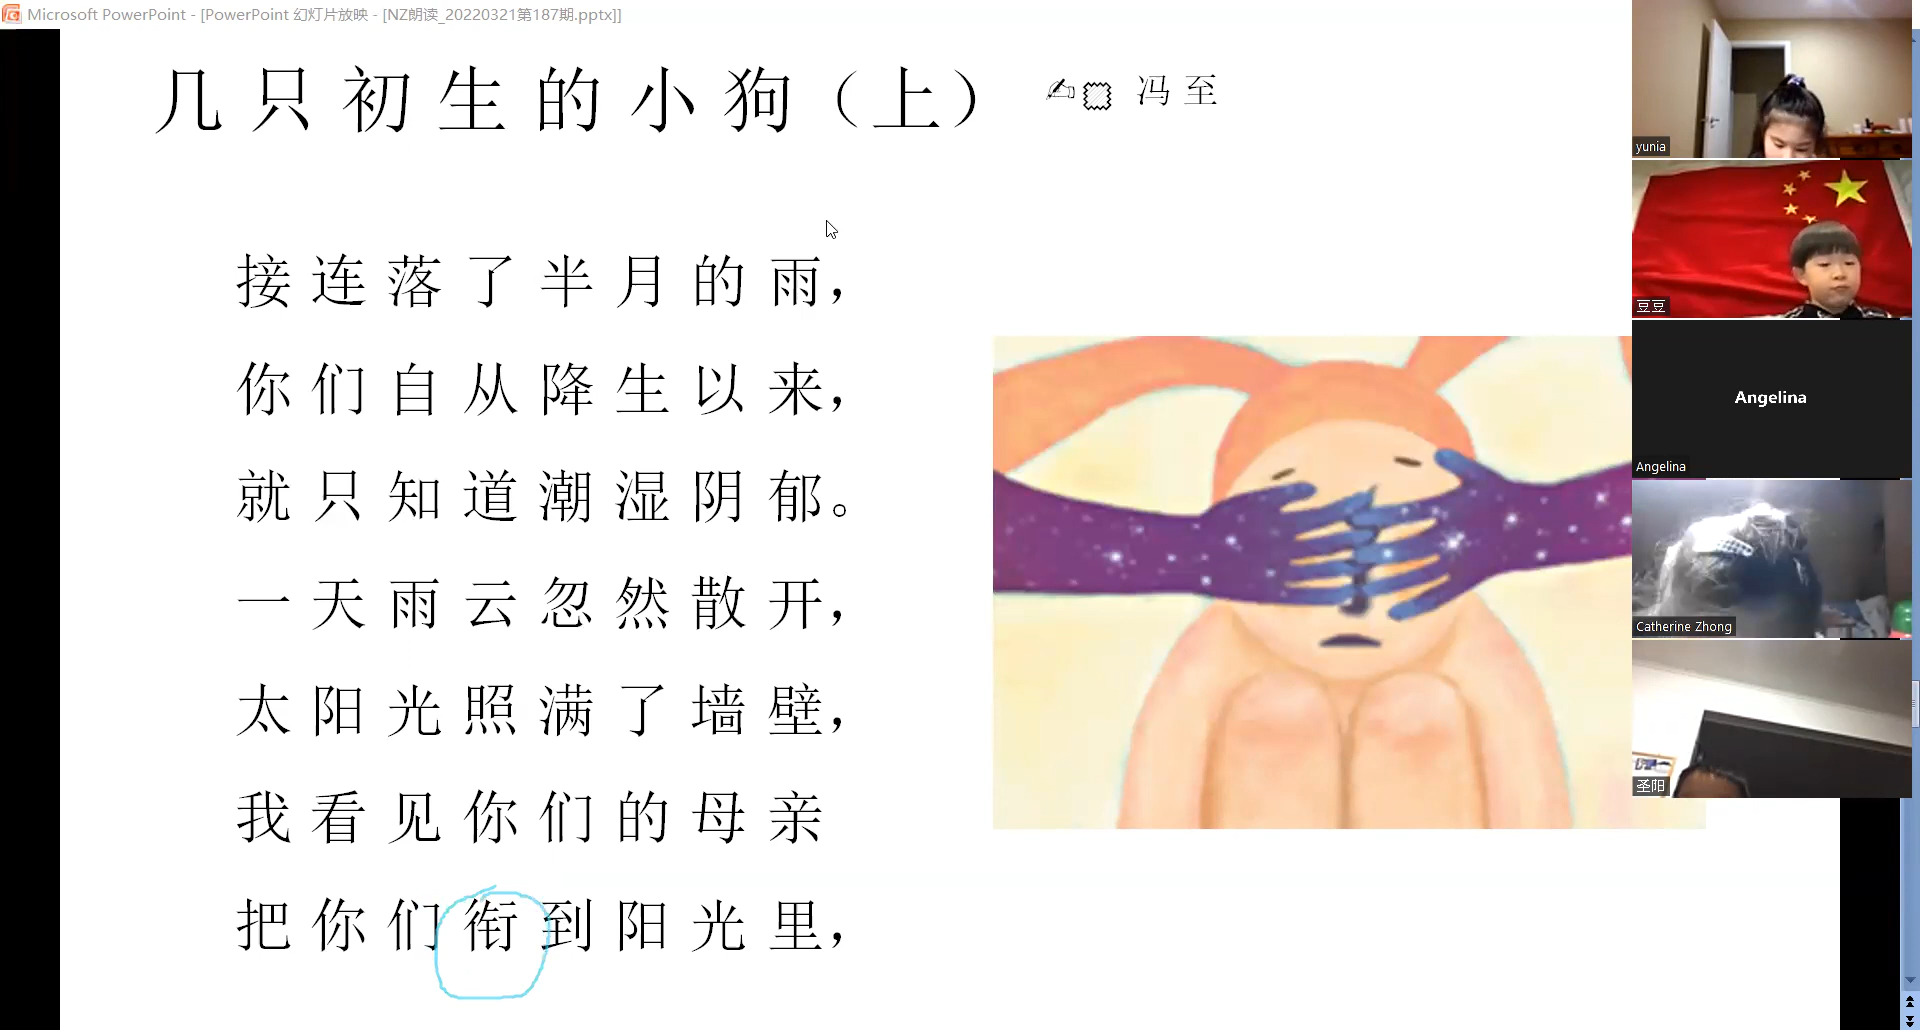 Microsoft PowerPoint - [PowerPoint 幻灯片放映 - [NZ朗读_20220321第187期.pptx]]
几只初生的小狗（上） 冯至
接连落了半月的雨，
你们自从降生以来，
就只知道潮湿阴郁。
一天雨云忽然散开，
太阳光照满了墙壁，
我看见你们的母亲
把你们衔到阳光里，
yunia
豆豆
Angelina
Angelina
Catherine Zhong
圣阳